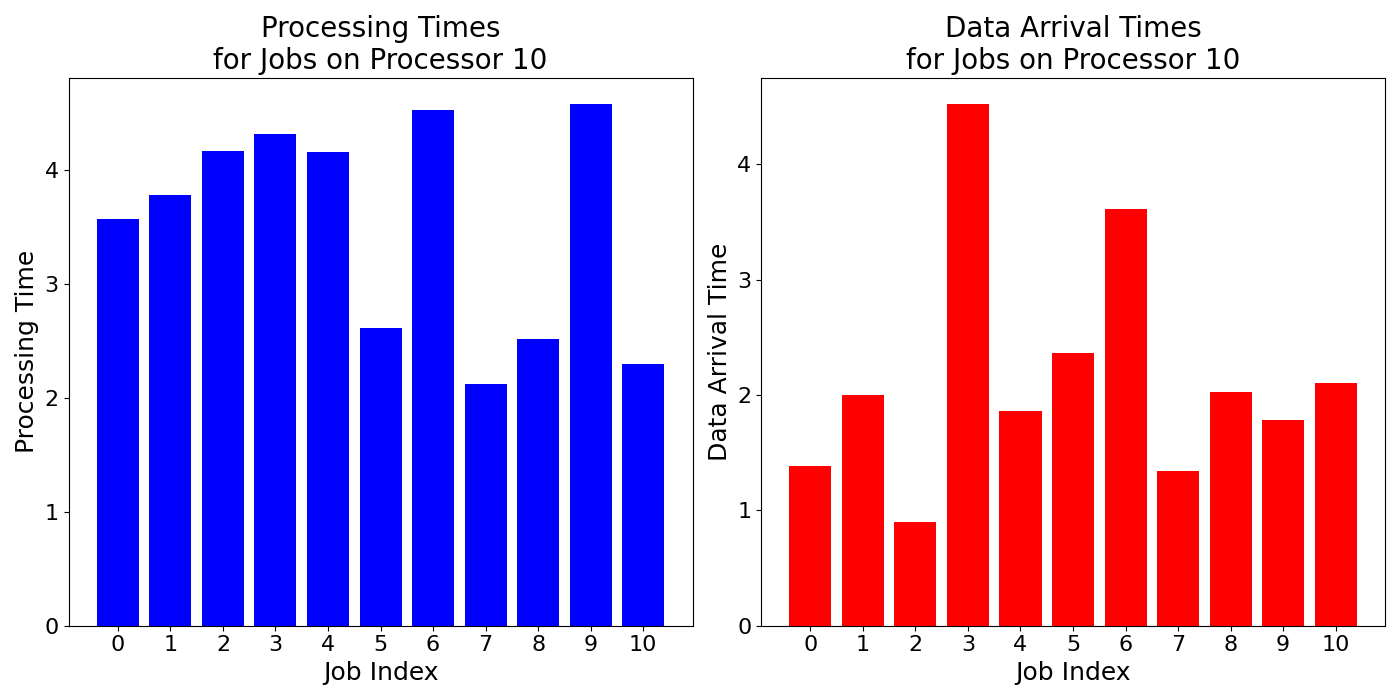 Processing Times
for Jobs on Processor 10
Processing Time
4
3
2
1
0
0 1 2 3 4 5 6 7 8 9 10
Job Index
Data Arrival Times
for Jobs on Processor 10
Data Arrival Time
4
3
2
1
0
0 1 2 3 4 5 6 7 8 9 10
Job Index